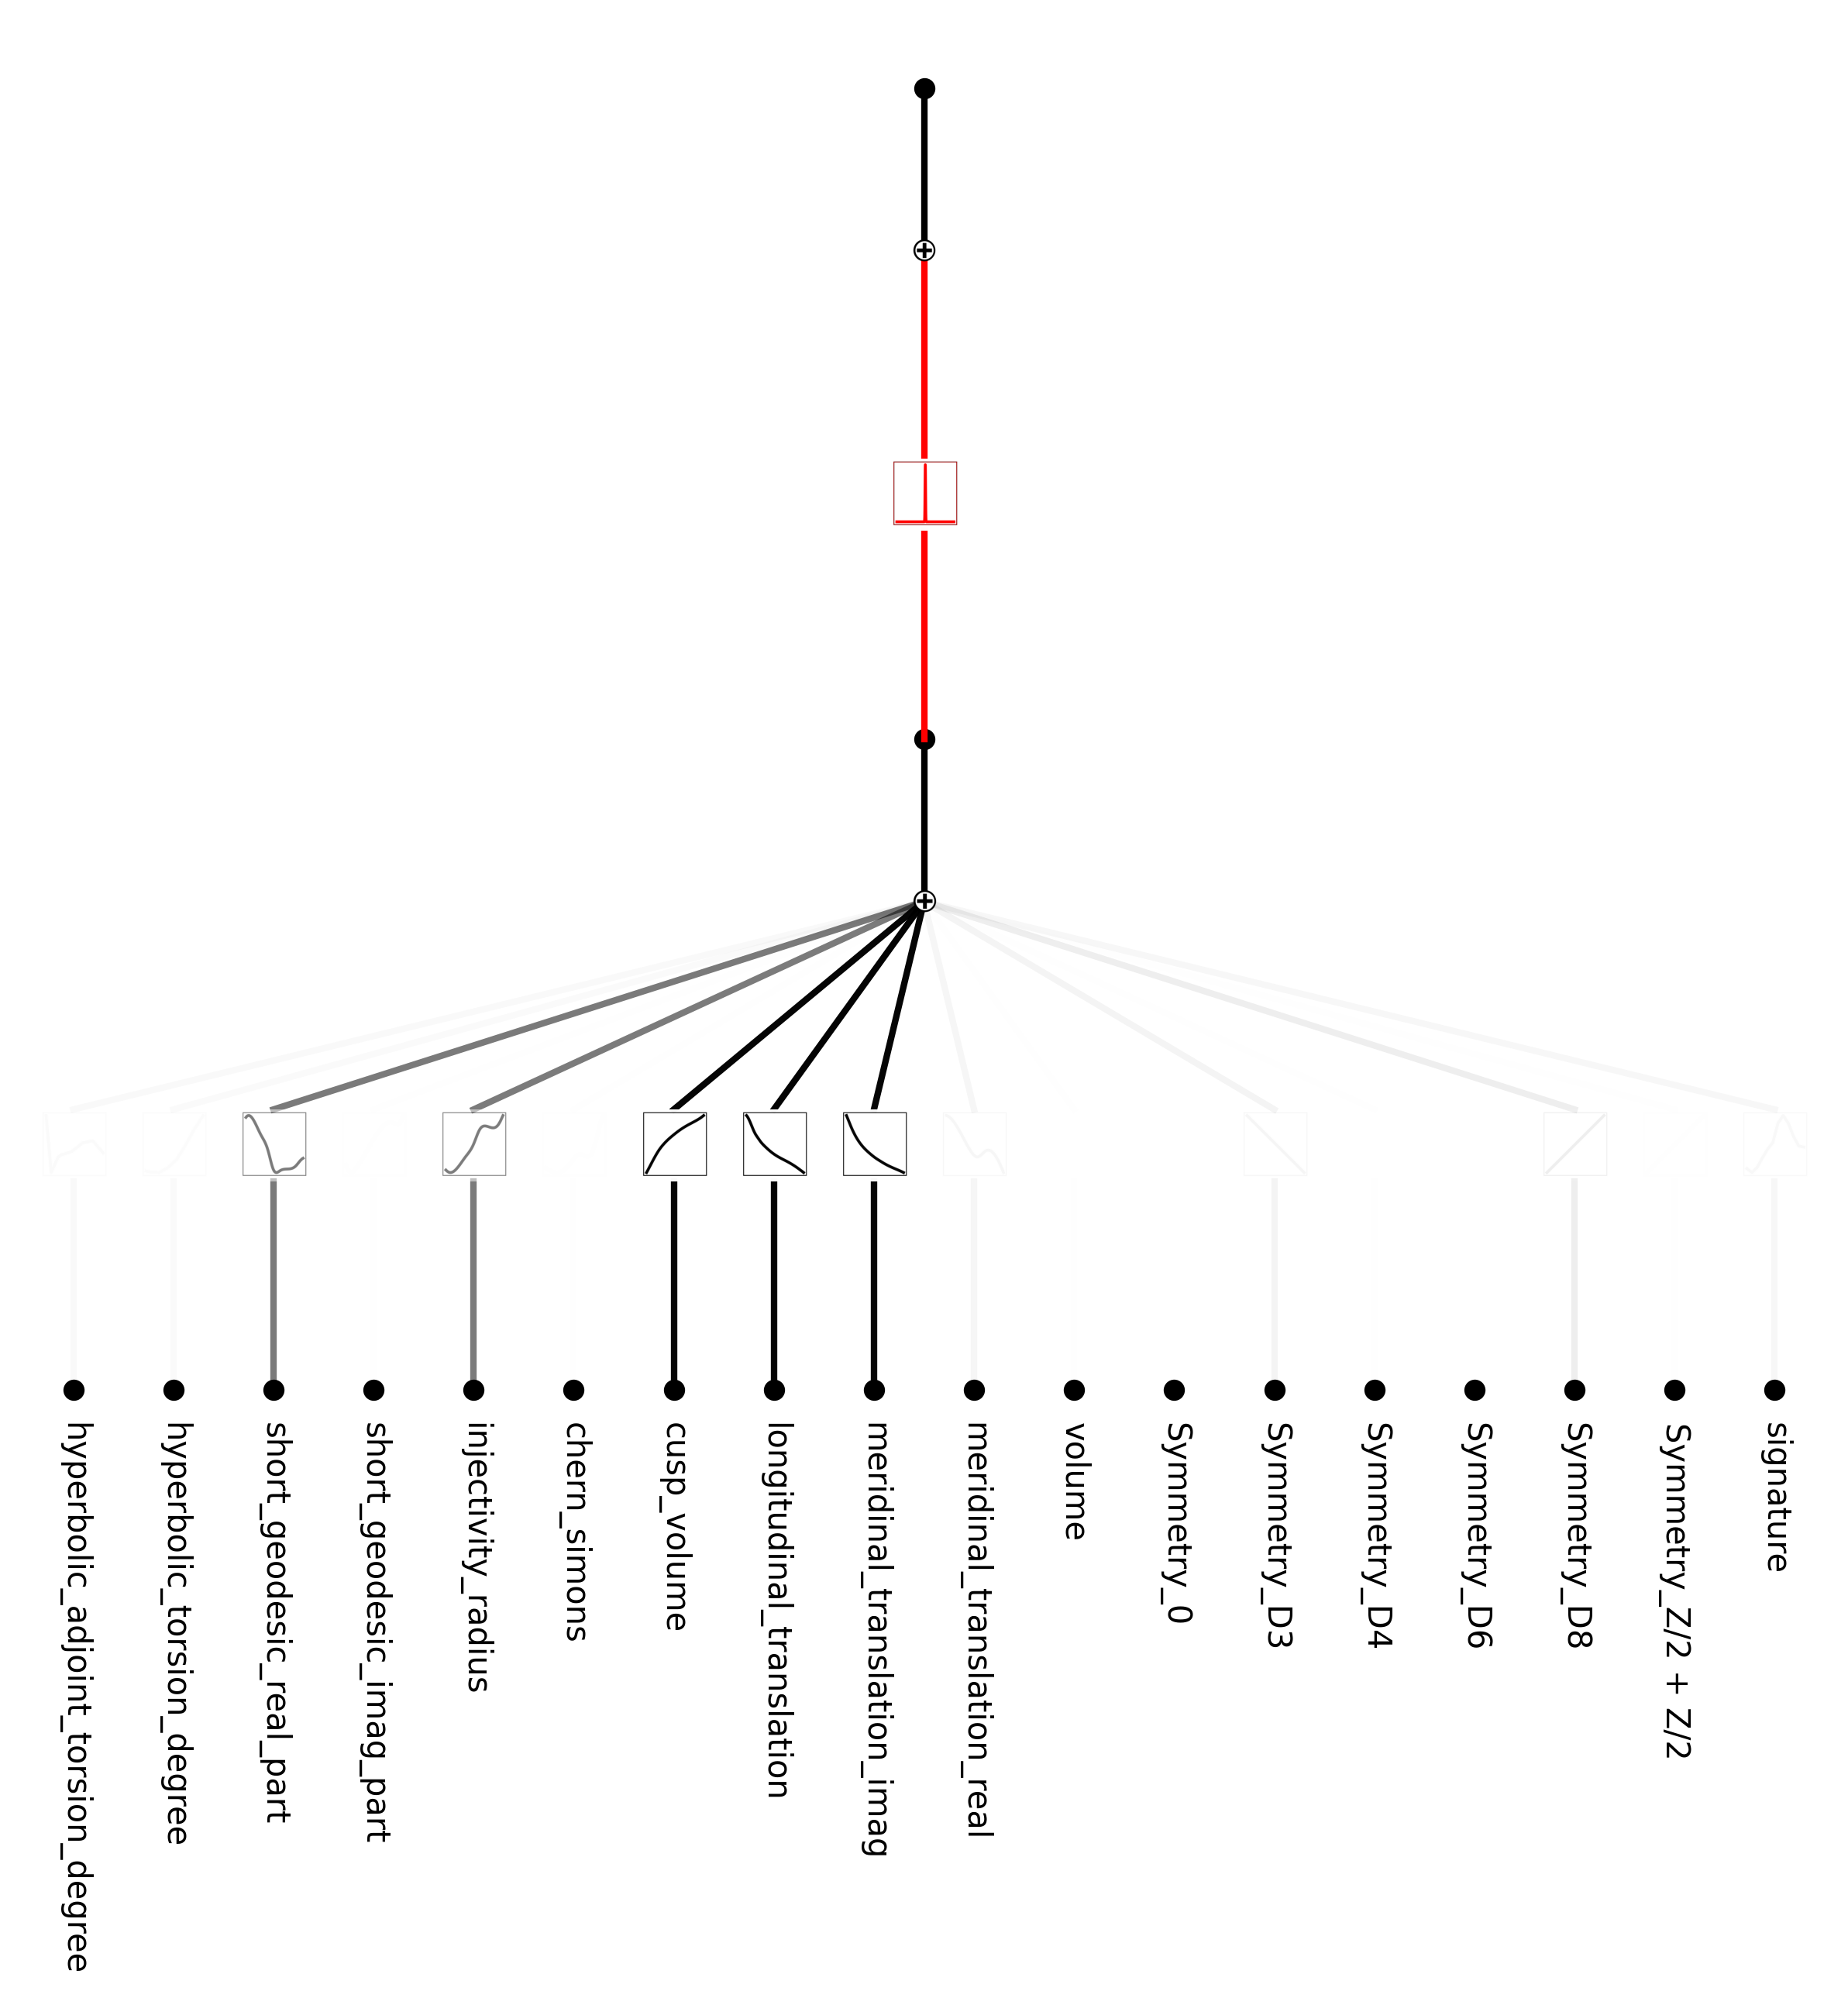 hyperbolic_adjoint_torsion_degree
hyperbolic_torsion_degree
short_geodesic_real_part
short_geodesic_imag_part
injectivity_radius
chern_simons
cusp_volume
longitudinal_translation
meridinal_translation_imag
meridinal_translation_real
volume
Symmetry_0
Symmetry_D3
Symmetry_D4
Symmetry_D6
Symmetry_D8
Symmetry_Z/2 + Z/2
signature